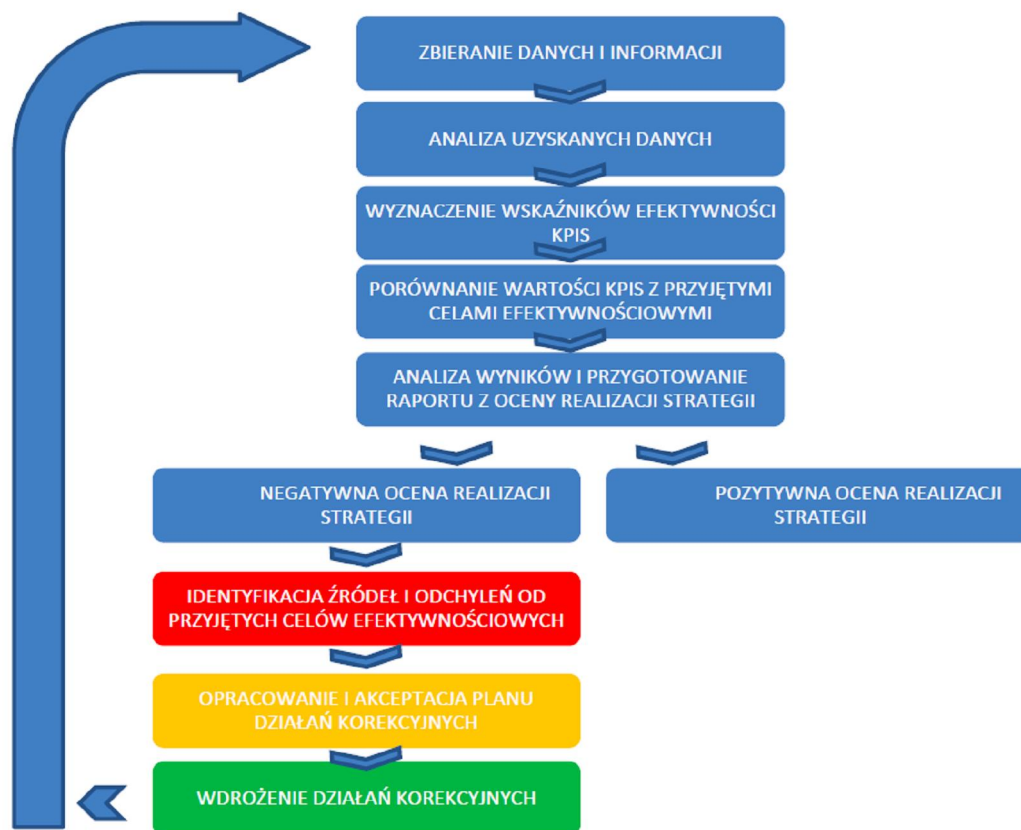 ZBIERANIE DANYCH I INFORMACJI
ANALIZA UZYSKANYCH DANYCH
WYZNACZENIE WSKAŹNIKÓW EFEKTYWNOŚCI
KPIS
PORÓWNANIE WARTOŚCI KPIS Z PRZYJĘTYMI
CELAMI EFEKTYWNOŚCIOWYMI
ANALIZA WYNIKÓW I PRZYGOTOWANIE
RAPORTU Z OCENY REALIZACJI STRATEGII
NEGATYWNA OCENA REALIZACJI
STRATEGII
POZYTYWNA OCENA REALIZACJI
STRATEGII
IDENTYFIKACJA ŹRÓDEŁ I ODCHYLEŃ OD
PRZYJĘTYCH CELÓW EFEKTYWNOŚCIOWYCH
OPRACOWANIE I AKCEPTACJA PLANU
DZIAŁAŃ KOREKCYJNYCH
WDROŻENIE DZIAŁAŃ KOREKCYJNYCH